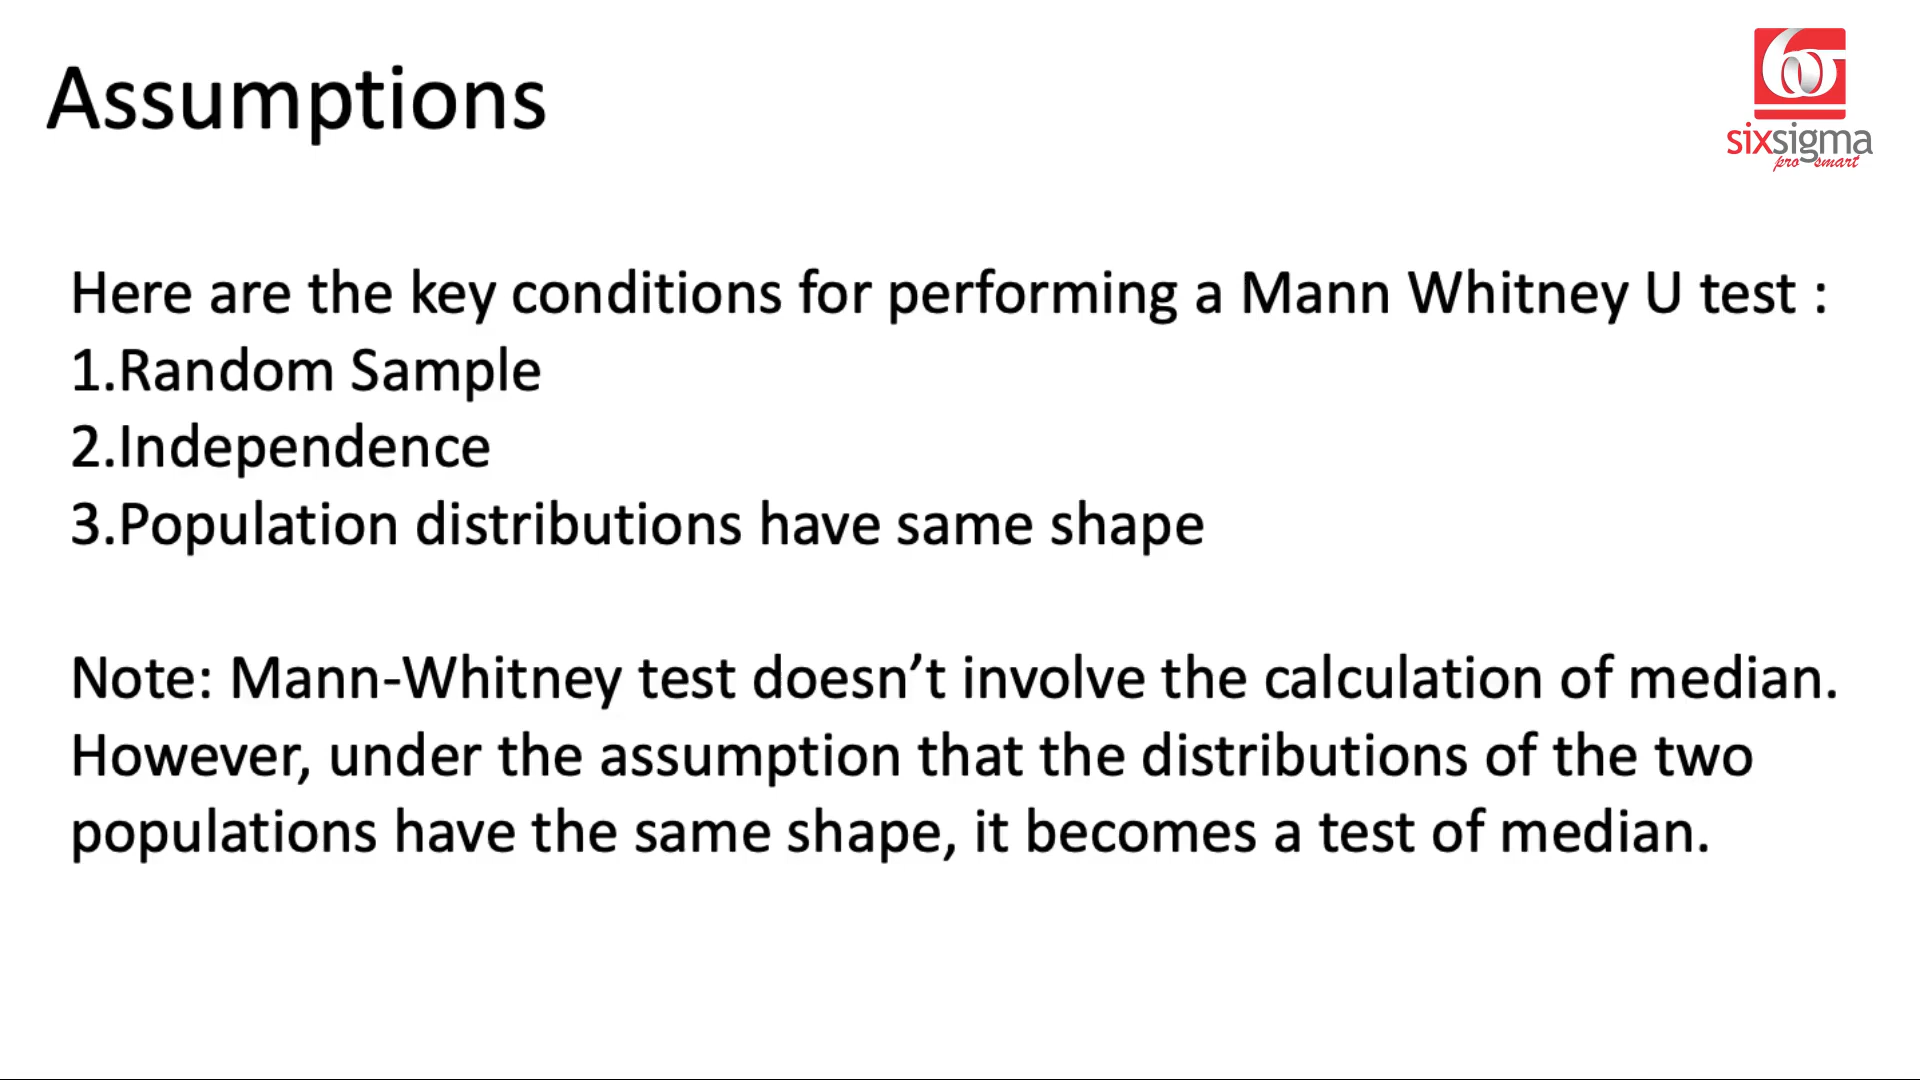 Assumptions
sixsigma
pro smart
Here are the key conditions for performing a Mann Whitney U test :
1.Random Sample
2.Independence
3.Population distributions have same shape
Note: Mann-Whitney test doesn’t involve the calculation of median.
However, under the assumption that the distributions of the two
populations have the same shape, it becomes a test of median.